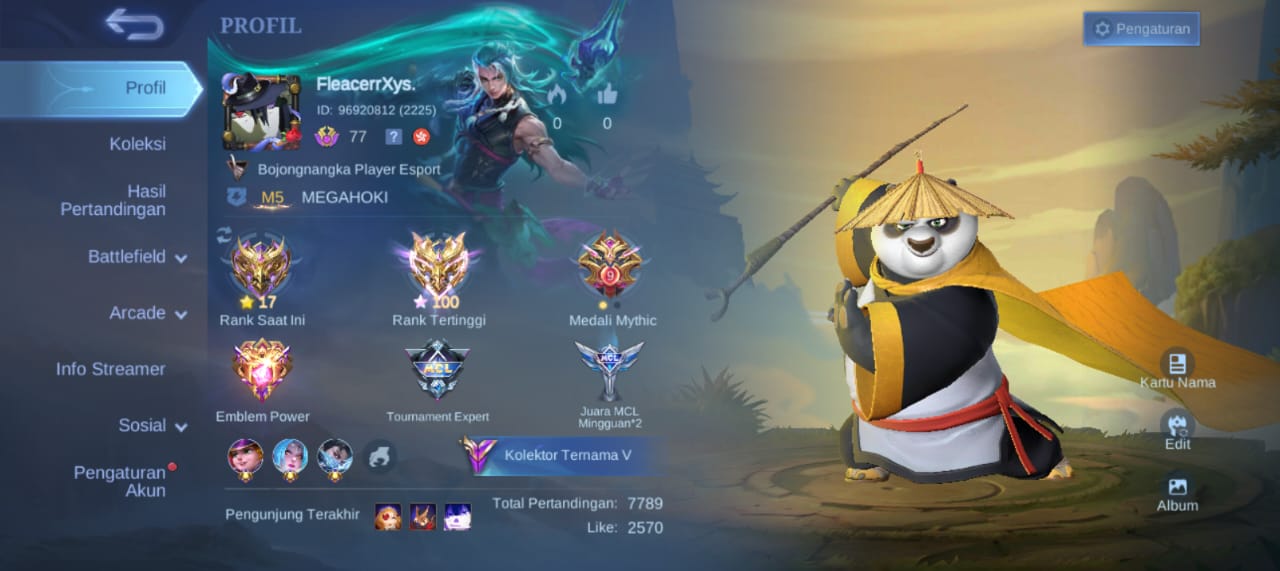 PROFIL
Pengaturan
Profil
Koleksi
Hasil
Pertandingan
Battlefield
Arcade
Info Streamer
Sosial
Pengaturan
Akun
FleacerrXys.
ID: 96920812 (2225)
77
?
0
0
Bojongnangka Player Esport
M5 MEGAHOKI
17
Rank Saat Ini
100
Rank Tertinggi
9
Medali Mythic
Emblem Power
MCL
Tournament Expert
MCL
Juara MCL
Mingguan*2
Kolektor Ternama V
Pengunjung Terakhir
Total Pertandingan: 7789
Like: 2570
Kartu Nama
Edit
Album